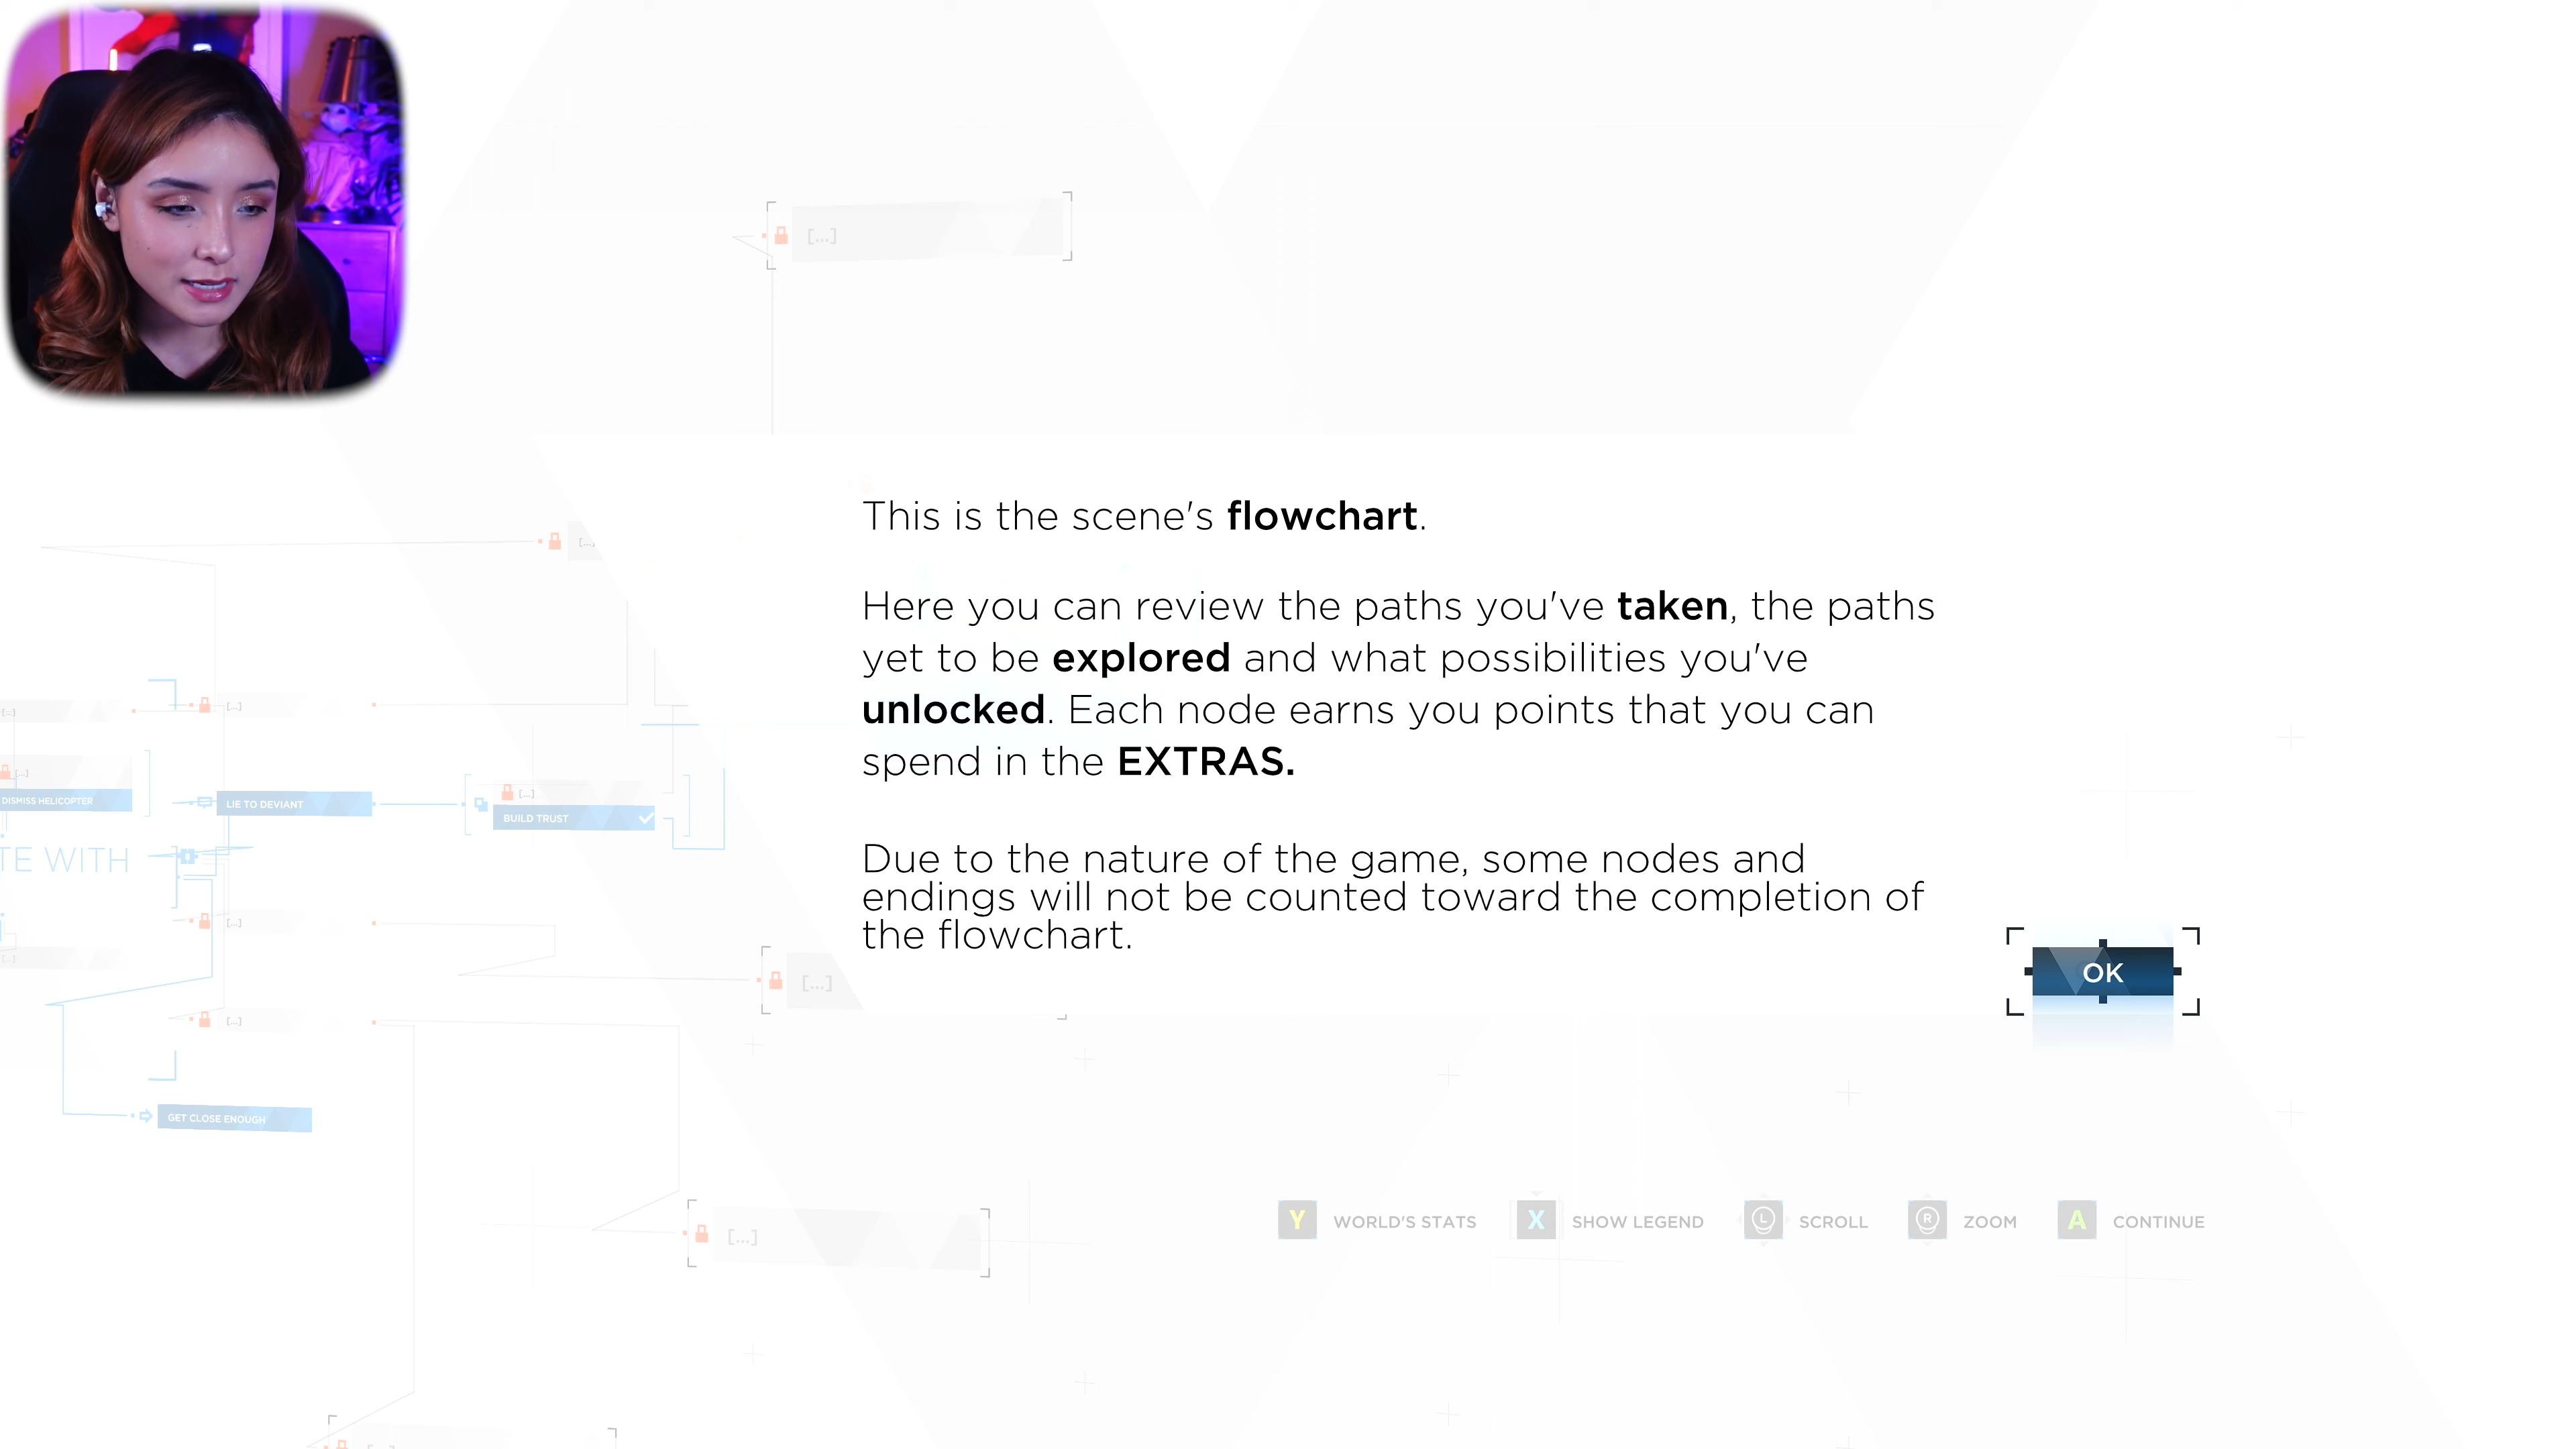 [...]
This is the scene's flowchart.
Here you can review the paths you've taken, the paths
yet to be explored and what possibilities you've
unlocked. Each node earns you points that you can
spend in the EXTRAS.
Due to the nature of the game, some nodes and
endings will not be counted toward the completion of
the flowchart.
OK
[...]
[...]
[...]
[...]
DISMISS HELICOPTER
LIE TO DEVIANT
[...]
BUILD TRUST
TE WITH
[...]
[...]
[...]
[...]
GET CLOSE ENOUGH
[...]
Y WORLD'S STATS X SHOW LEGEND L SCROLL R ZOOM A CONTINUE